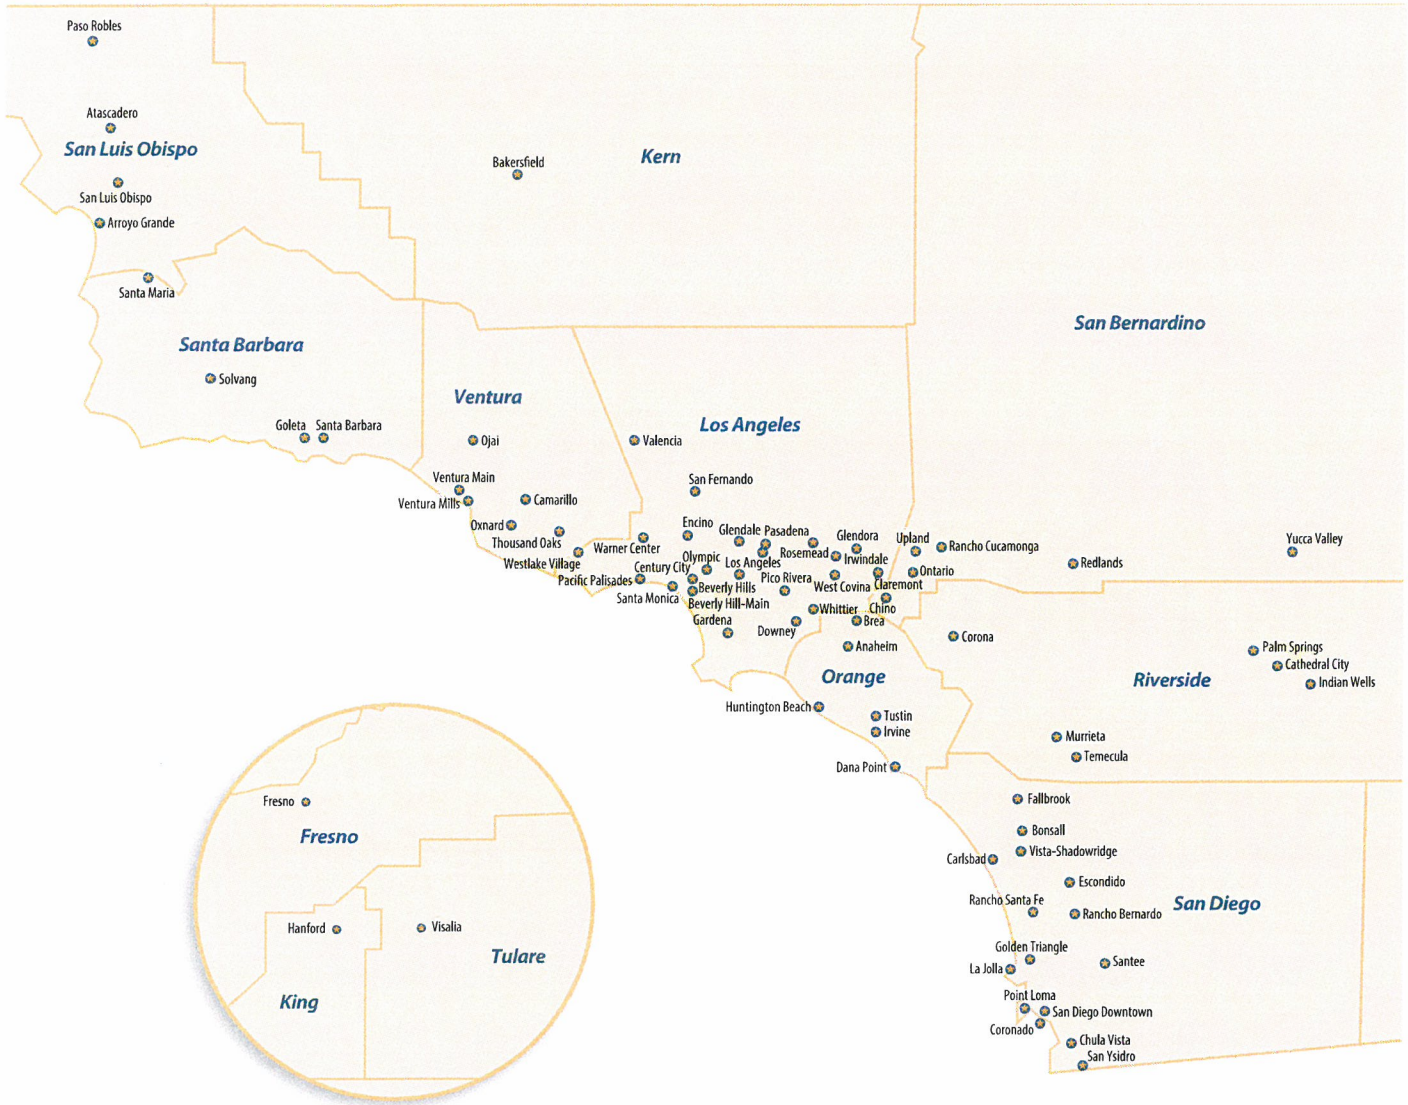 Paso Robles
Atascadero
San Luis Obispo
San Luis Obispo
Arroyo Grande
Santa Maria
Kern
Bakersfield
San Bernardino
Santa Barbara
Solvang
Goleta
Santa Barbara
Ventura
Ojai
Ventura Main
Ventura Mills
Camarillo
Oxnard
Thousand Oaks
Westlake Village
Los Angeles
Valencia
San Fernando
Encino
Glendale
Pasadena
Glendora
Upland
Rancho Cucamonga
Yucca Valley
Warner Center
Rosemead
Irwindale
Olympic
Los Angeles
Redlands
Century City
Ontario
Pacific Palisades
Pico Rivera
West Covina
Claremont
Beverly Hills
Santa Monica
Beverly Hill-Main
Whittier
Chino
Gardena
Downey
Brea
Anaheim
Corona
Palm Springs
Cathedral City
Indian Wells
Orange
Riverside
Huntington Beach
Tustin
Irvine
Murrieta
Temecula
Dana Point
Fallbrook
Bonsall
Vista-Shadowridge
Carlsbad
Escondido
Rancho Santa Fe
San Diego
Rancho Bernardo
Golden Triangle
La Jolla
Santee
Point Loma
San Diego Downtown
Coronado
Chula Vista
San Ysidro
Fresno
Fresno
Hanford
Visalia
Tulare
King